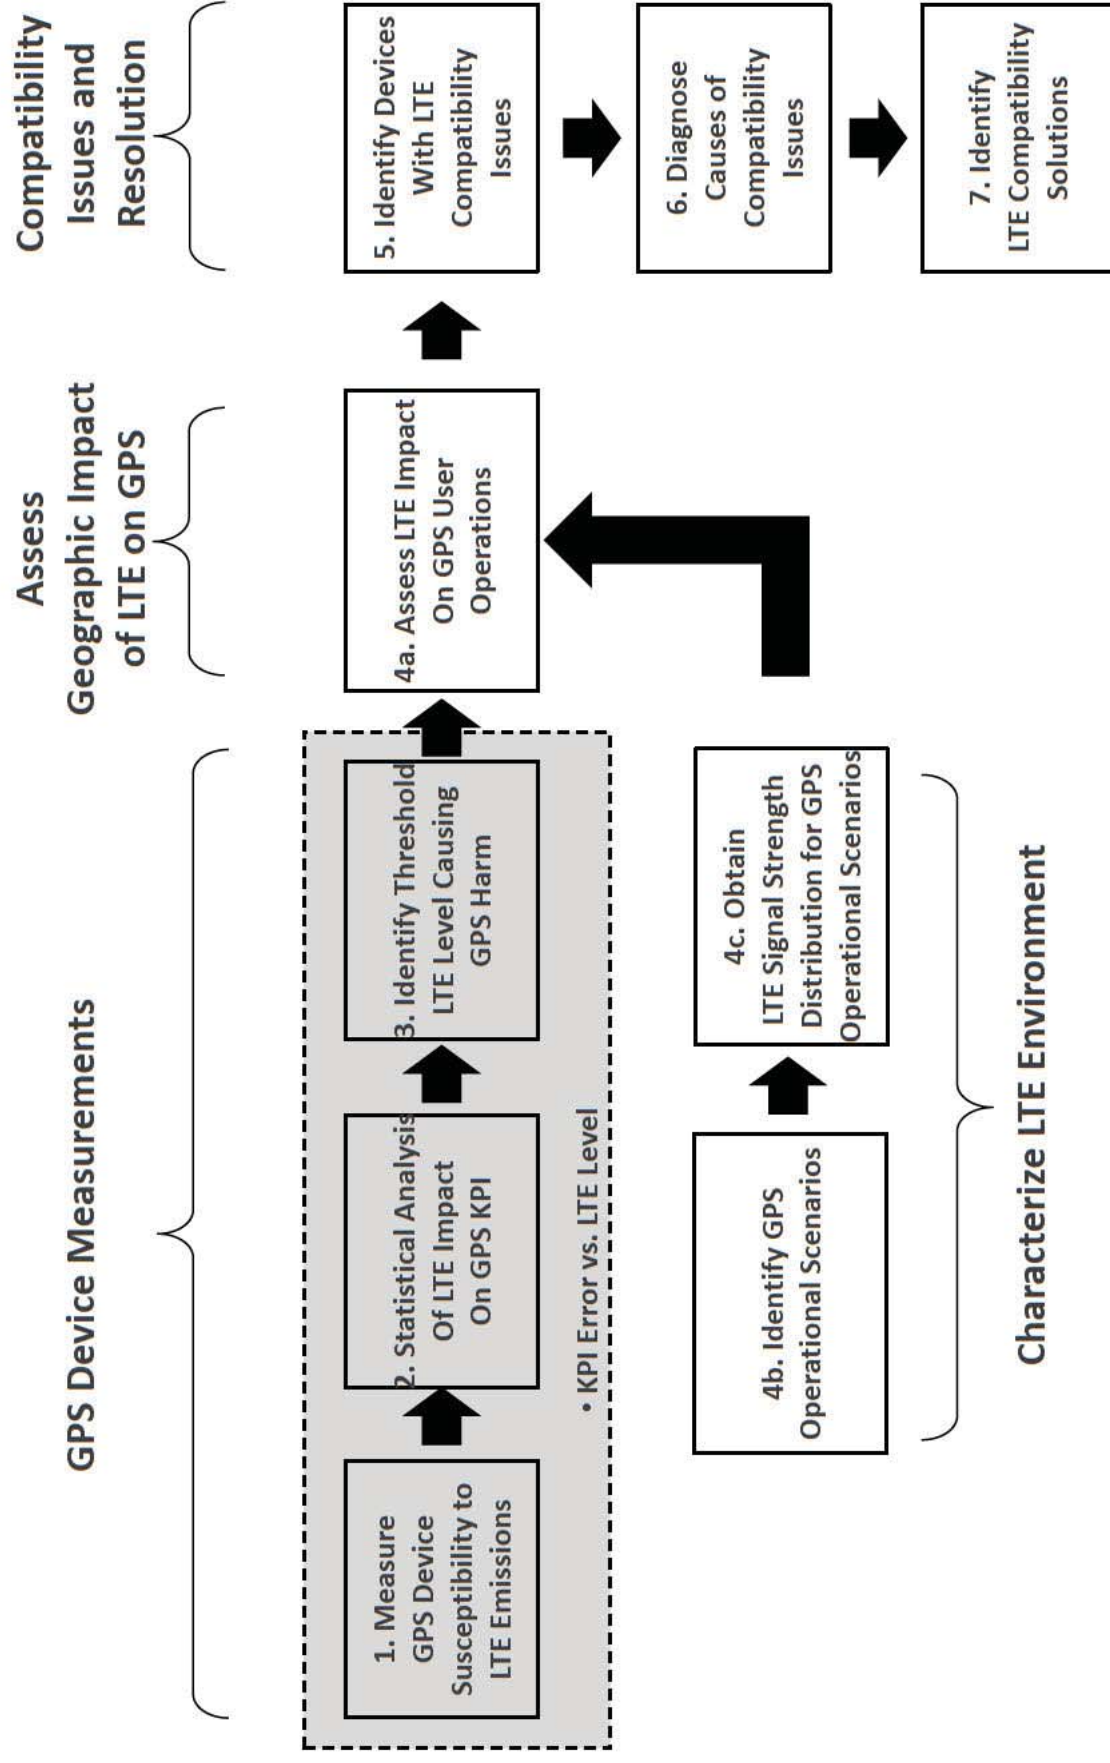 GPS Device Measurements
Assess
Geographic Impact
of LTE on GPS
Compatibility
Issues and
Resolution
1. Measure
GPS Device
Susceptibility to
LTE Emissions
2. Statistical Analysis
Of LTE Impact
On GPS KPI
3. Identify Threshold
LTE Level Causing
GPS Harm
• KPI Error vs. LTE Level
4a. Assess LTE Impact
On GPS User
Operations
5. Identify Devices
With LTE
Compatibility
Issues
6. Diagnose
Causes of
Compatibility
Issues
7. Identify
LTE Compatibility
Solutions
4b. Identify GPS
Operational Scenarios
4c. Obtain
LTE Signal Strength
Distribution for GPS
Operational Scenarios
Characterize LTE Environment